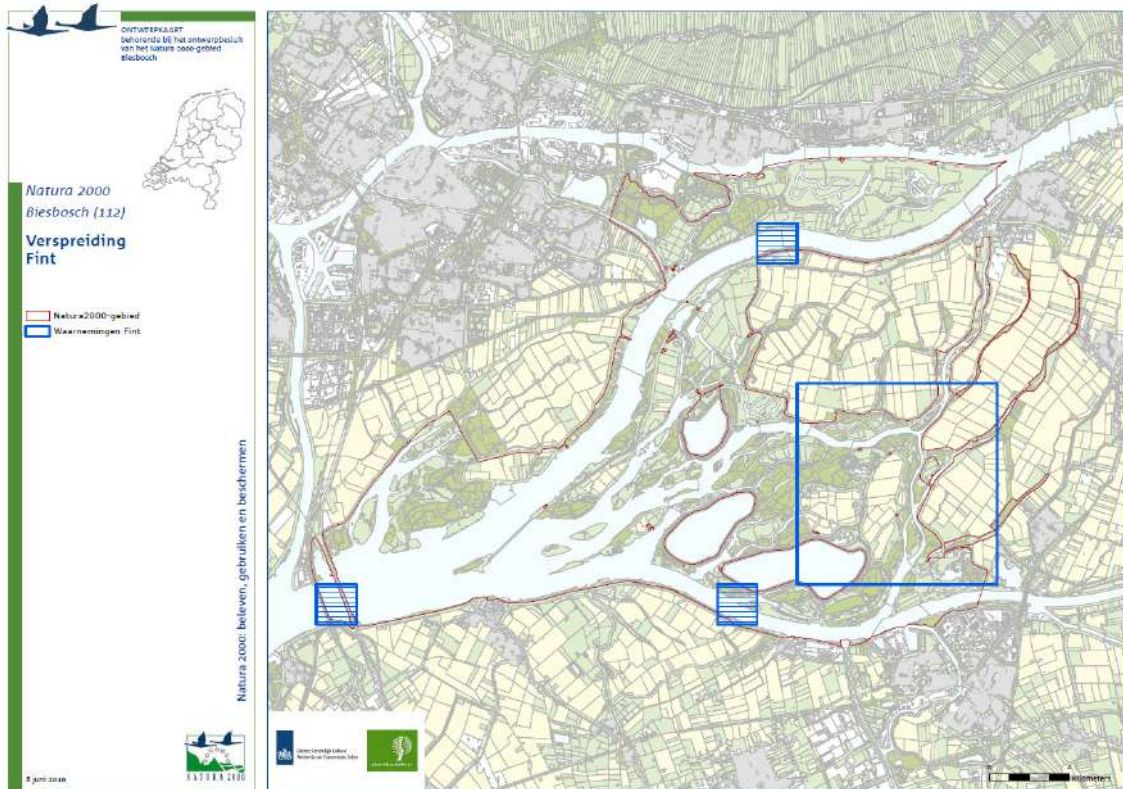 ONTWERPKAART
behorende bij het ontwerpbesluit
van het Natura 2000-gebied
Biesbosch
Natura 2000
Biesbosch (112)
Verspreiding
Fint
Natura2000-gebied
Waarnemingen Fint
Natura 2000: beleven, gebruiken en beschermen
NATURA 2000
Kilometers